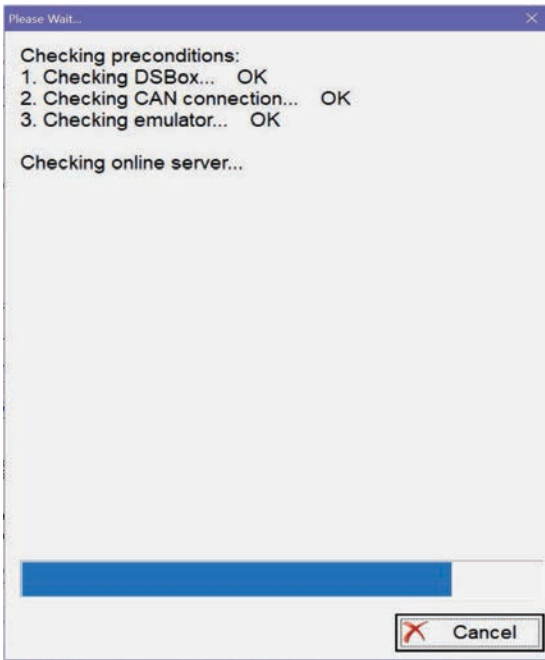 Please Wait...
Checking preconditions:
1. Checking DSBox... OK
2. Checking CAN connection... OK
3. Checking emulator... OK
Checking online server...
Cancel